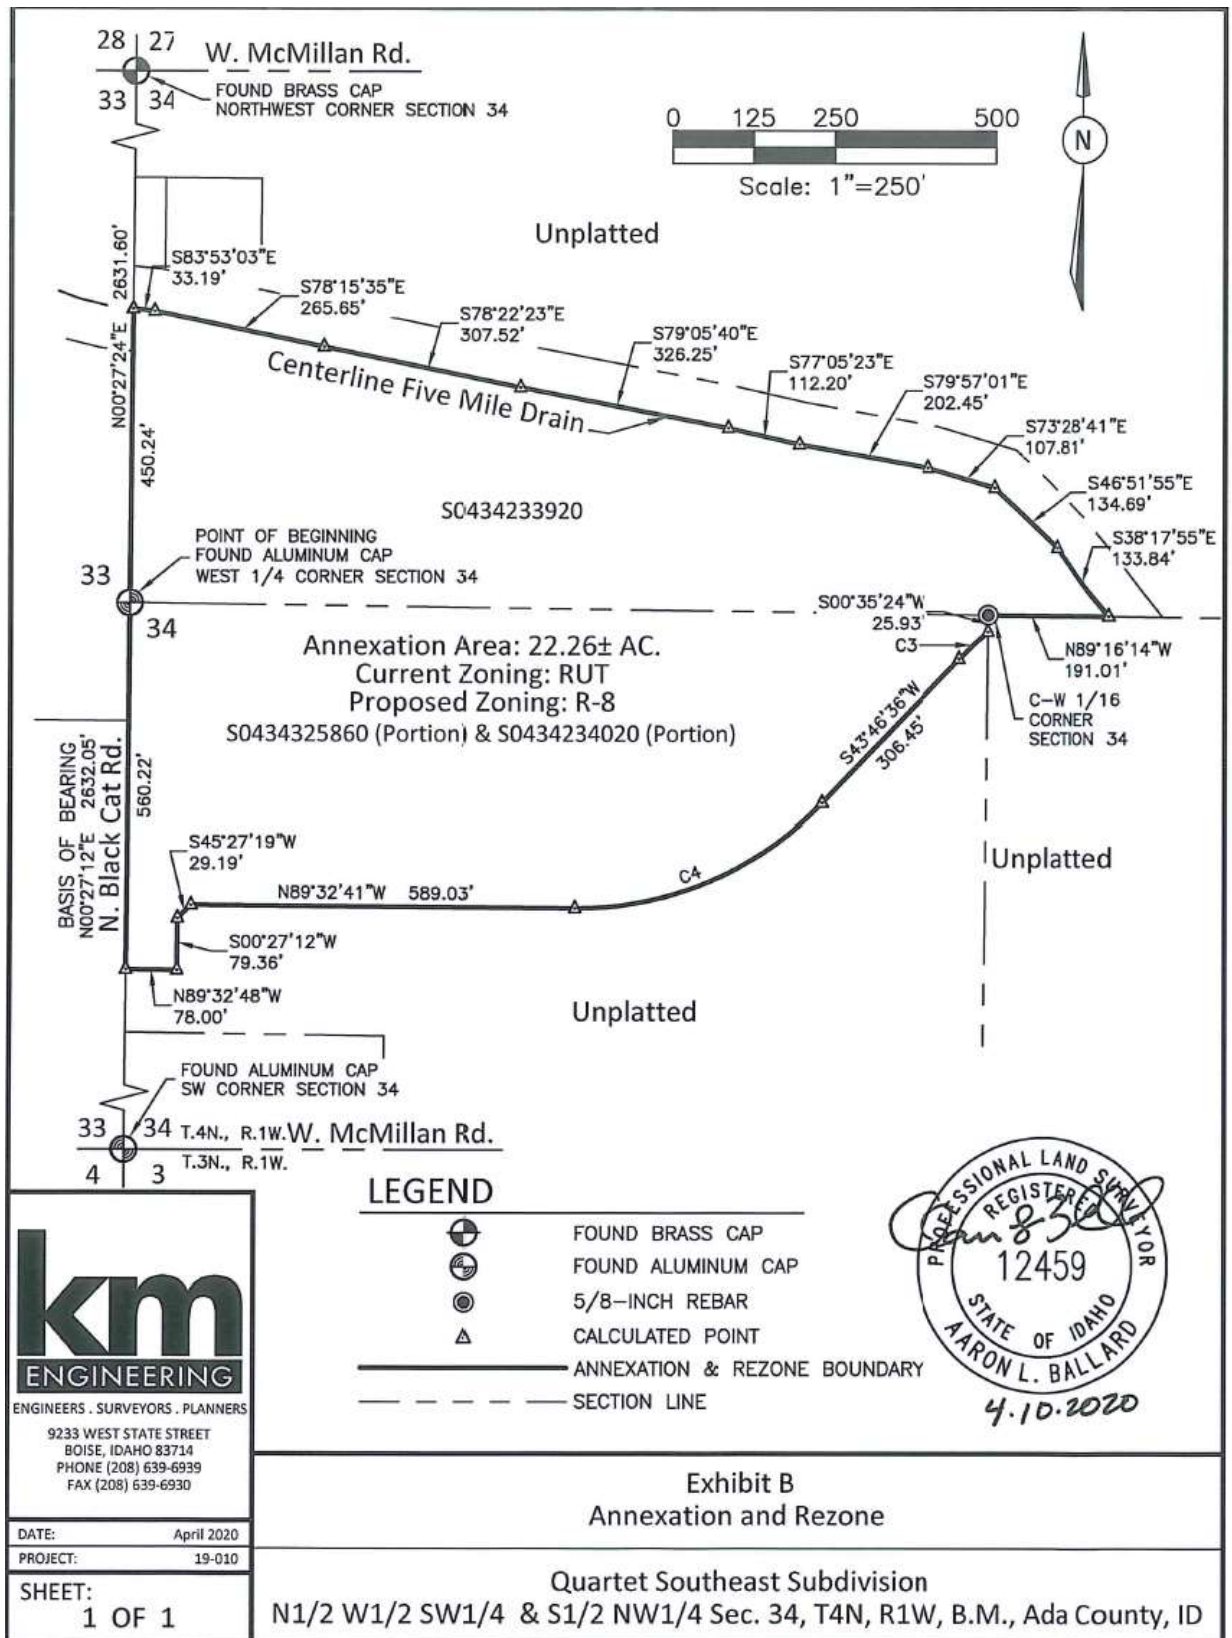 28 27
W. McMillan Rd.
33 34
FOUND BRASS CAP
NORTHWEST CORNER SECTION 34
0 125 250 500
Scale: 1"=250'
N
Unplatted
N00°27'24"E 2631.60'
S83°53'03"E
33.19'
S78°15'35"E
265.65'
S78°22'23"E
307.52'
S79°05'40"E
326.25'
S77°05'23"E
112.20'
S79°57'01"E
202.45'
S73°28'41"E
107.81'
S46°51'55"E
134.69'
S38°17'55"E
133.84'
Centerline Five Mile Drain
450.24'
S0434233920
POINT OF BEGINNING
FOUND ALUMINUM CAP
WEST 1/4 CORNER SECTION 34
33
34
S00°35'24"W
25.93'
C3
N89°16'14"W
191.01'
C-W 1/16
CORNER
SECTION 34
Annexation Area: 22.26± AC.
Current Zoning: RUT
Proposed Zoning: R-8
S0434325860 (Portion) & S0434234020 (Portion)
S43°46'36"W
306.45'
BASIS OF BEARING
N00°27'12"E 2632.05'
N. Black Cat Rd.
560.22'
S45°27'19"W
29.19'
N89°32'41"W 589.03'
C4
Unplatted
S00°27'12"W
79.36'
N89°32'48"W
78.00'
Unplatted
FOUND ALUMINUM CAP
SW CORNER SECTION 34
33 34 T.4N., R.1W. W. McMillan Rd.
4 3 T.3N., R.1W.
LEGEND
FOUND BRASS CAP
FOUND ALUMINUM CAP
5/8-INCH REBAR
CALCULATED POINT
ANNEXATION & REZONE BOUNDARY
SECTION LINE
PROFESSIONAL LAND SURVEYOR
REGISTERED
12459
STATE OF IDAHO
AARON L. BALLARD
4.10.2020
km
ENGINEERING
ENGINEERS . SURVEYORS . PLANNERS
9233 WEST STATE STREET
BOISE, IDAHO 83714
PHONE (208) 639-6939
FAX (208) 639-6930
DATE: April 2020
PROJECT: 19-010
SHEET:
1 OF 1
Exhibit B
Annexation and Rezone
Quartet Southeast Subdivision
N1/2 W1/2 SW1/4 & S1/2 NW1/4 Sec. 34, T4N, R1W, B.M., Ada County, ID